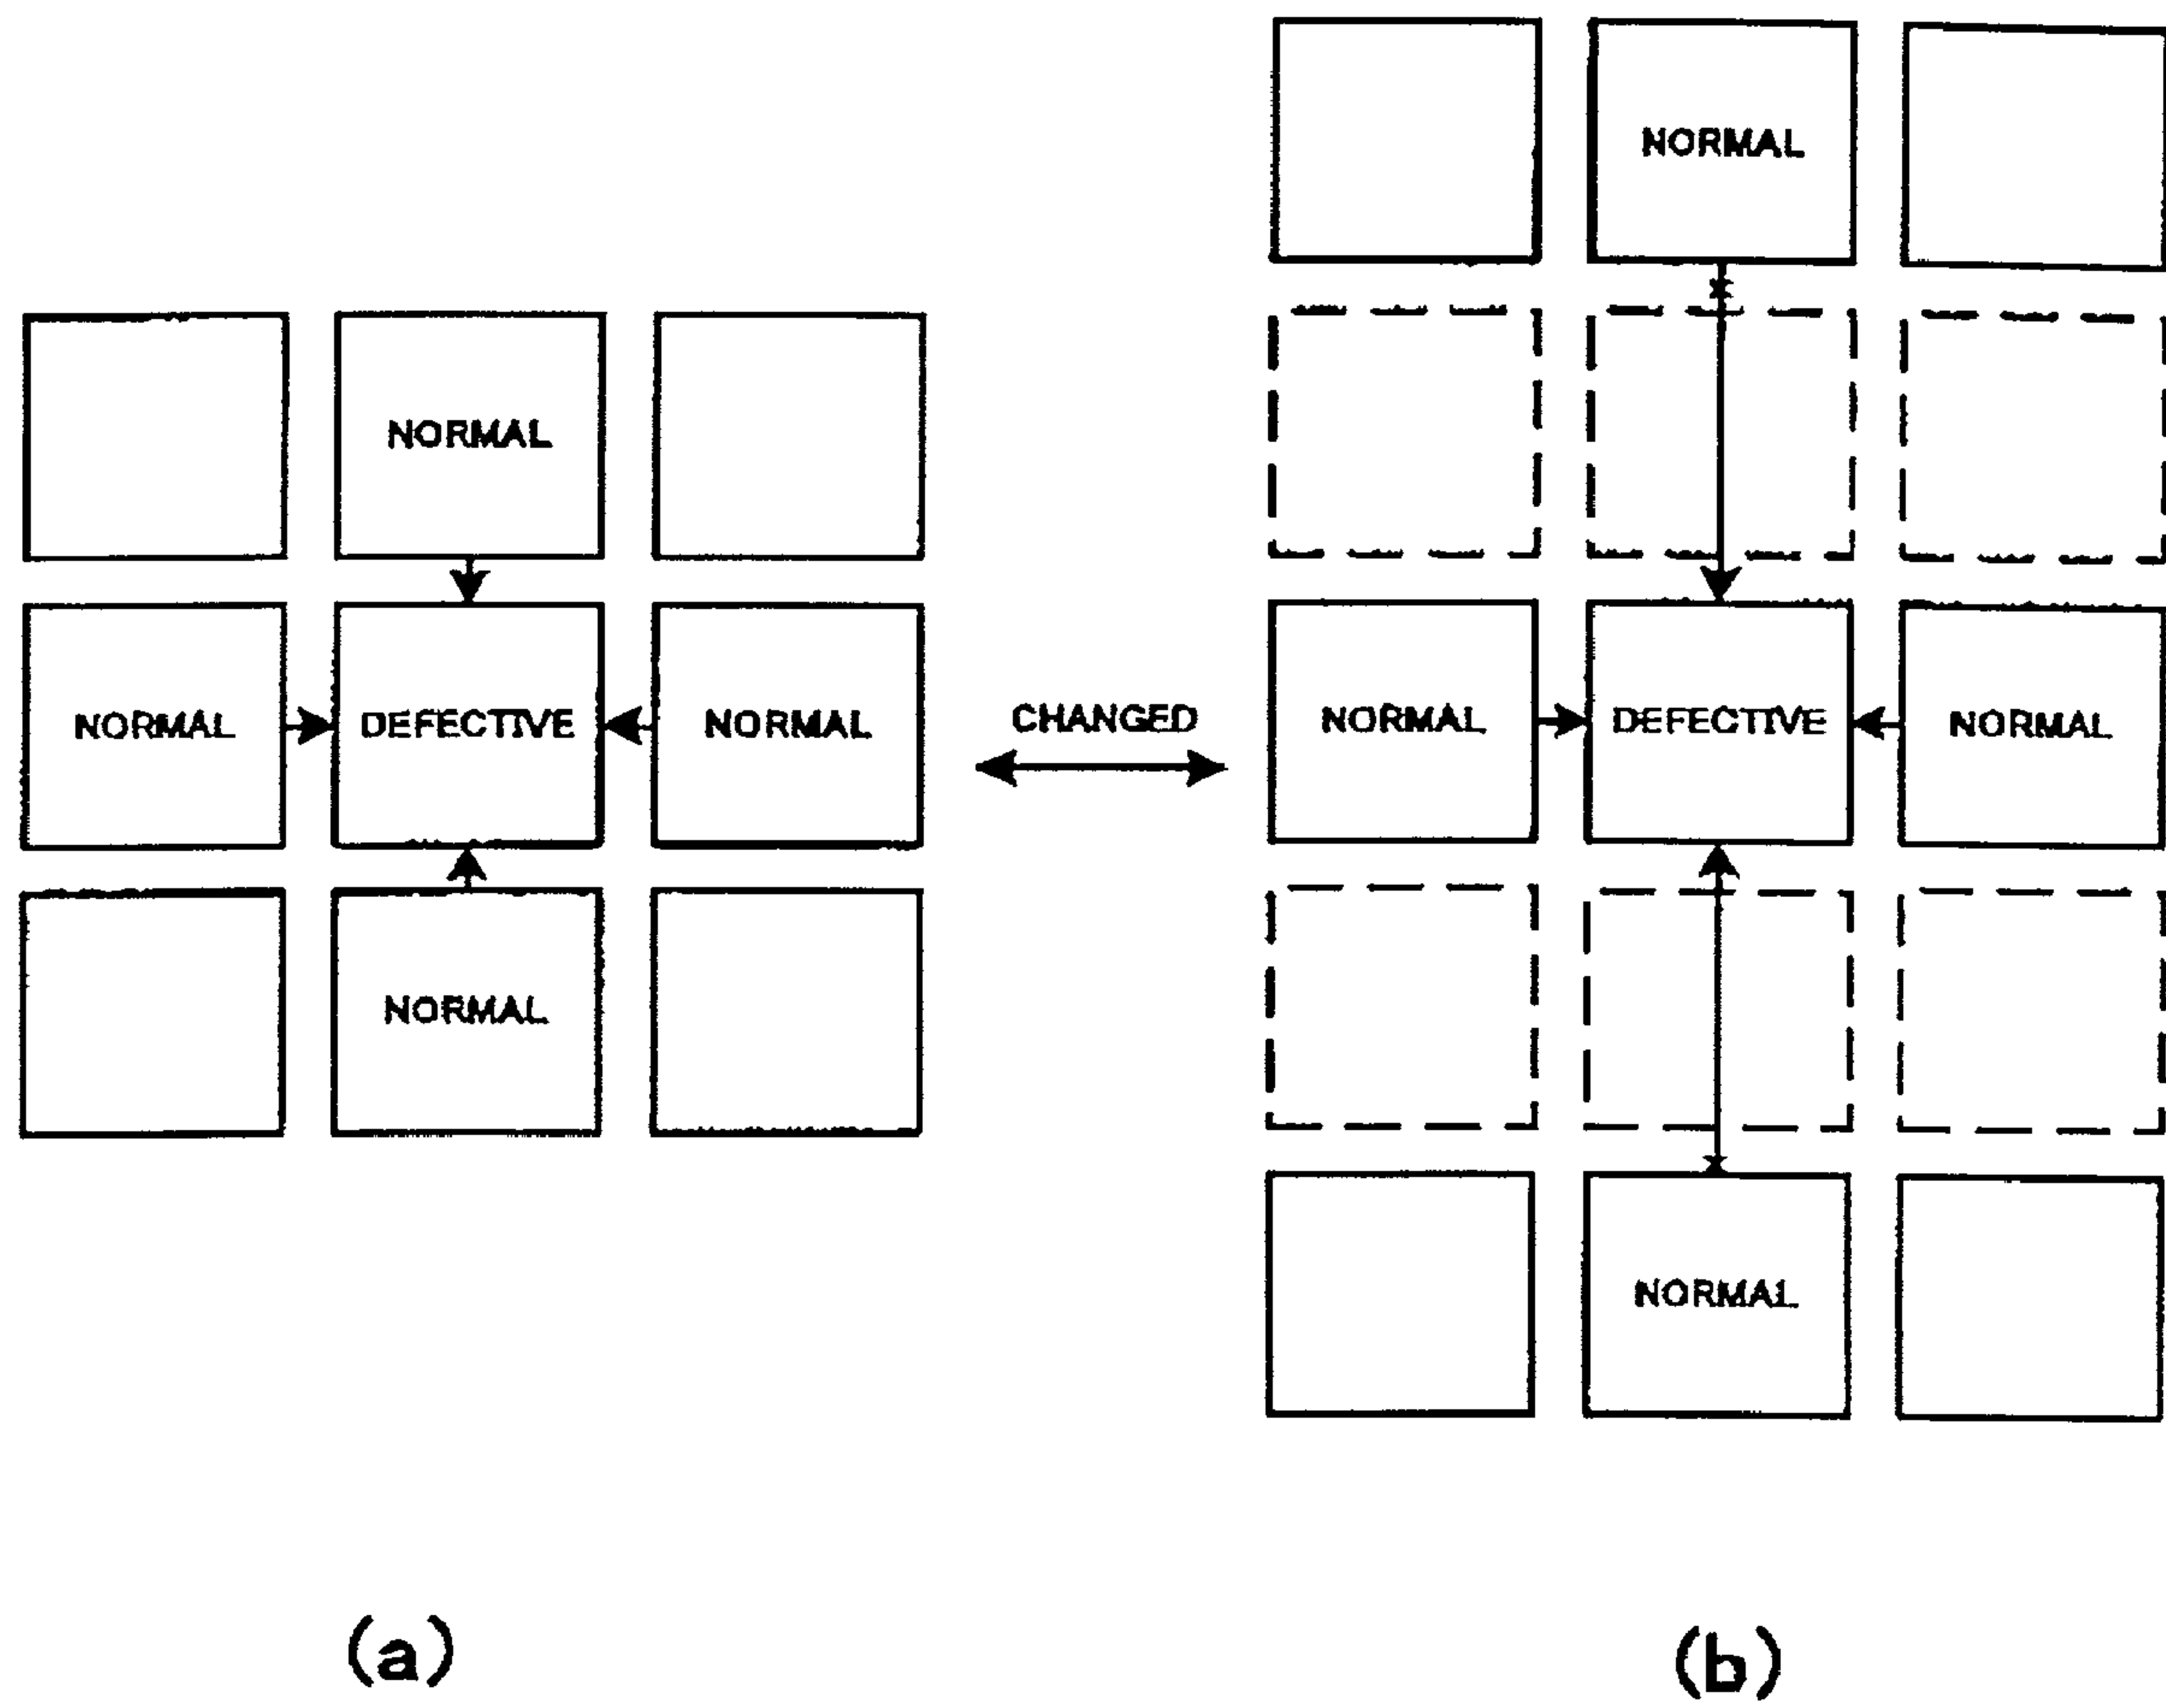 NORMAL
NORMAL DEFECTIVE NORMAL
NORMAL
(a)
CHANGED
NORMAL
NORMAL DEFECTIVE NORMAL
NORMAL
(b)